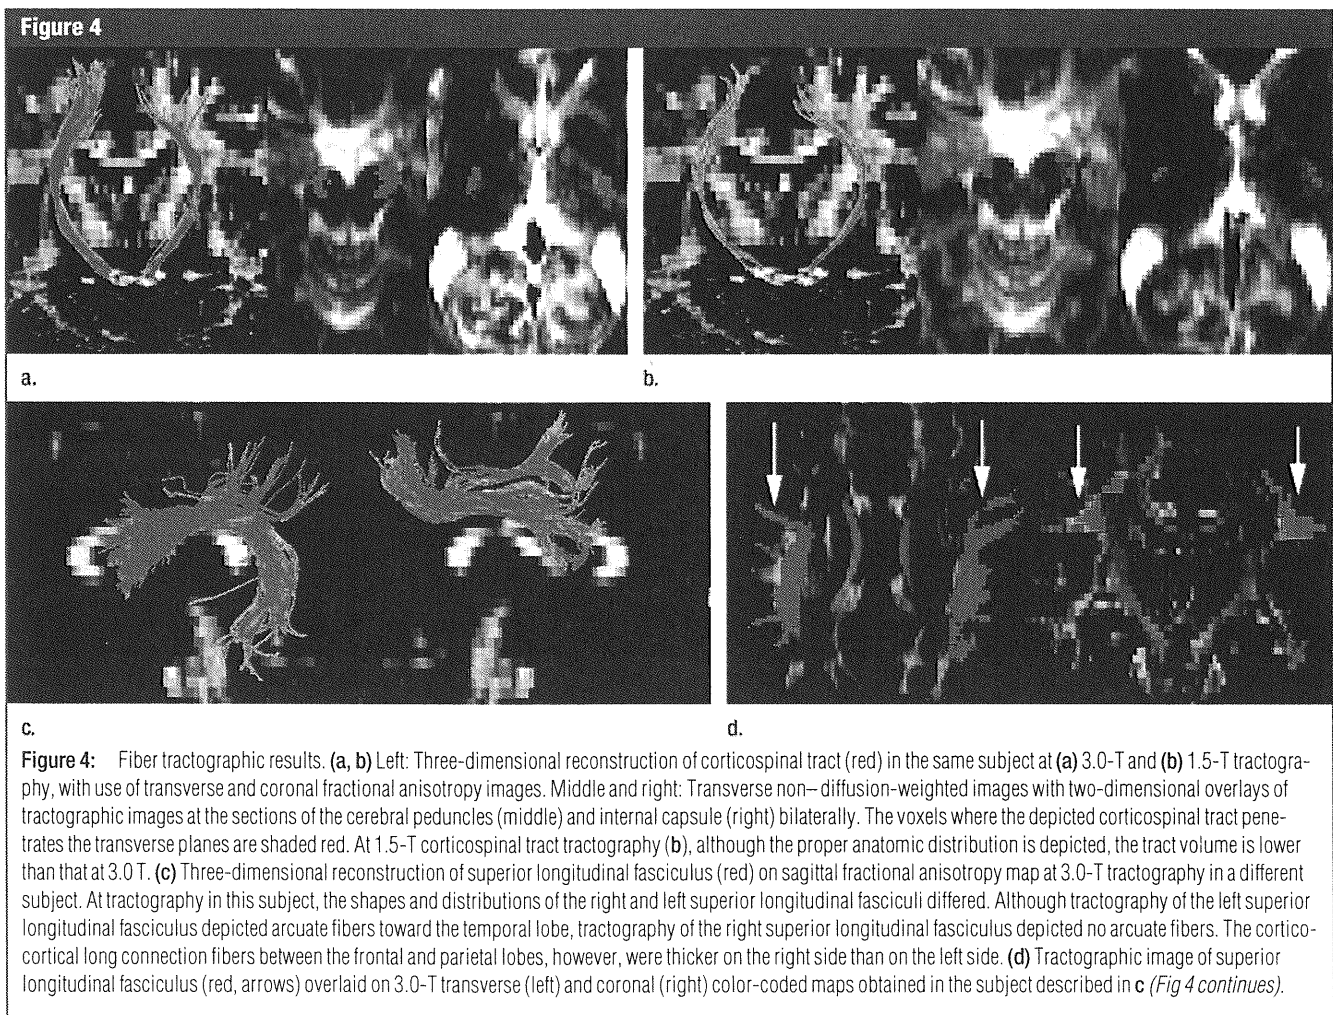 Figure 4
a.
b.
c.
d.
Figure 4: Fiber tractographic results. (a, b) Left: Three-dimensional reconstruction of corticospinal tract (red) in the same subject at (a) 3.0-T and (b) 1.5-T tractogra-
phy, with use of transverse and coronal fractional anisotropy images. Middle and right: Transverse non–diffusion-weighted images with two-dimensional overlays of
tractographic images at the sections of the cerebral peduncles (middle) and internal capsule (right) bilaterally. The voxels where the depicted corticospinal tract pene-
trates the transverse planes are shaded red. At 1.5-T corticospinal tract tractography (b), although the proper anatomic distribution is depicted, the tract volume is lower
than that at 3.0 T. (c) Three-dimensional reconstruction of superior longitudinal fasciculus (red) on sagittal fractional anisotropy map at 3.0-T tractography in a different
subject. At tractography in this subject, the shapes and distributions of the right and left superior longitudinal fasciculi differed. Although tractography of the left superior
longitudinal fasciculus depicted arcuate fibers toward the temporal lobe, tractography of the right superior longitudinal fasciculus depicted no arcuate fibers. The cortico-
cortical long connection fibers between the frontal and parietal lobes, however, were thicker on the right side than on the left side. (d) Tractographic image of superior
longitudinal fasciculus (red, arrows) overlaid on 3.0-T transverse (left) and coronal (right) color-coded maps obtained in the subject described in c (Fig 4 continues).